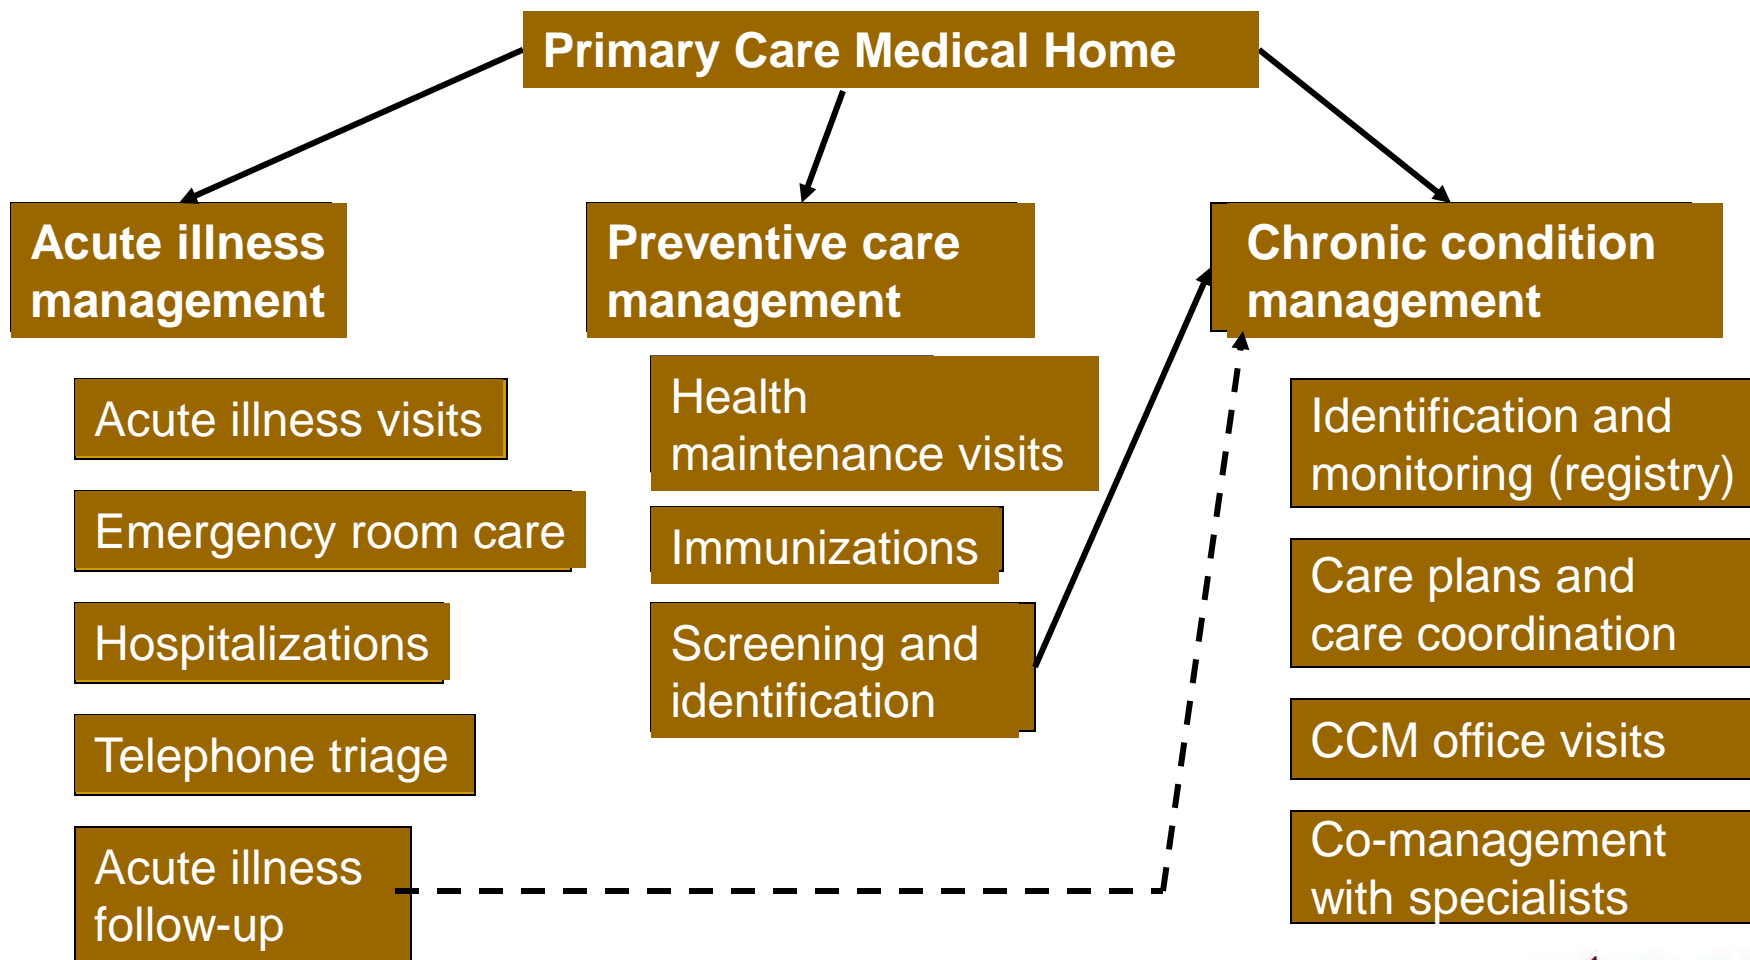 Primary Care Medical Home
Acute illness
management
Acute illness visits
Emergency room care
Hospitalizations
Telephone triage
Acute illness
follow-up
Preventive care
management
Health
maintenance visits
Immunizations
Screening and
identification
Chronic condition
management
Identification and
monitoring (registry)
Care plans and
care coordination
CCM office visits
Co-management
with specialists